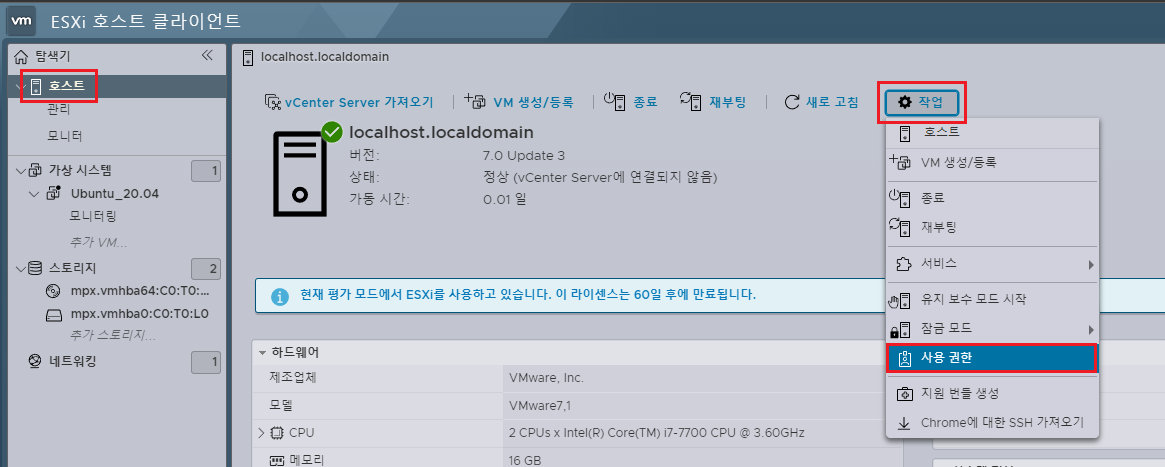 vm ESXi 호스트 클라이언트
탐색기
호스트
관리
모니터
가상 시스템 1
Ubuntu_20.04
모니터링
추가 VM...
스토리지 2
mpx.vmhba64:C0:T0:...
mpx.vmhba0:C0:T0:L0
추가 스토리지...
네트워킹 1
localhost.localdomain
vCenter Server 가져오기 VM 생성/등록 종료 재부팅 새로 고침 작업
localhost.localdomain
버전: 7.0 Update 3
상태: 정상 (vCenter Server에 연결되지 않음)
가동 시간: 0.01 일
현재 평가 모드에서 ESXi를 사용하고 있습니다. 이 라이센스는 60일 후에 만료됩니다.
하드웨어
제조업체 VMware, Inc.
모델 VMware7,1
CPU 2 CPUs x Intel(R) Core(TM) i7-7700 CPU @ 3.60GHz
메모리 16 GB
호스트
VM 생성/등록
종료
재부팅
서비스
유지 보수 모드 시작
잠금 모드
사용 권한
지원 번들 생성
Chrome에 대한 SSH 가져오기